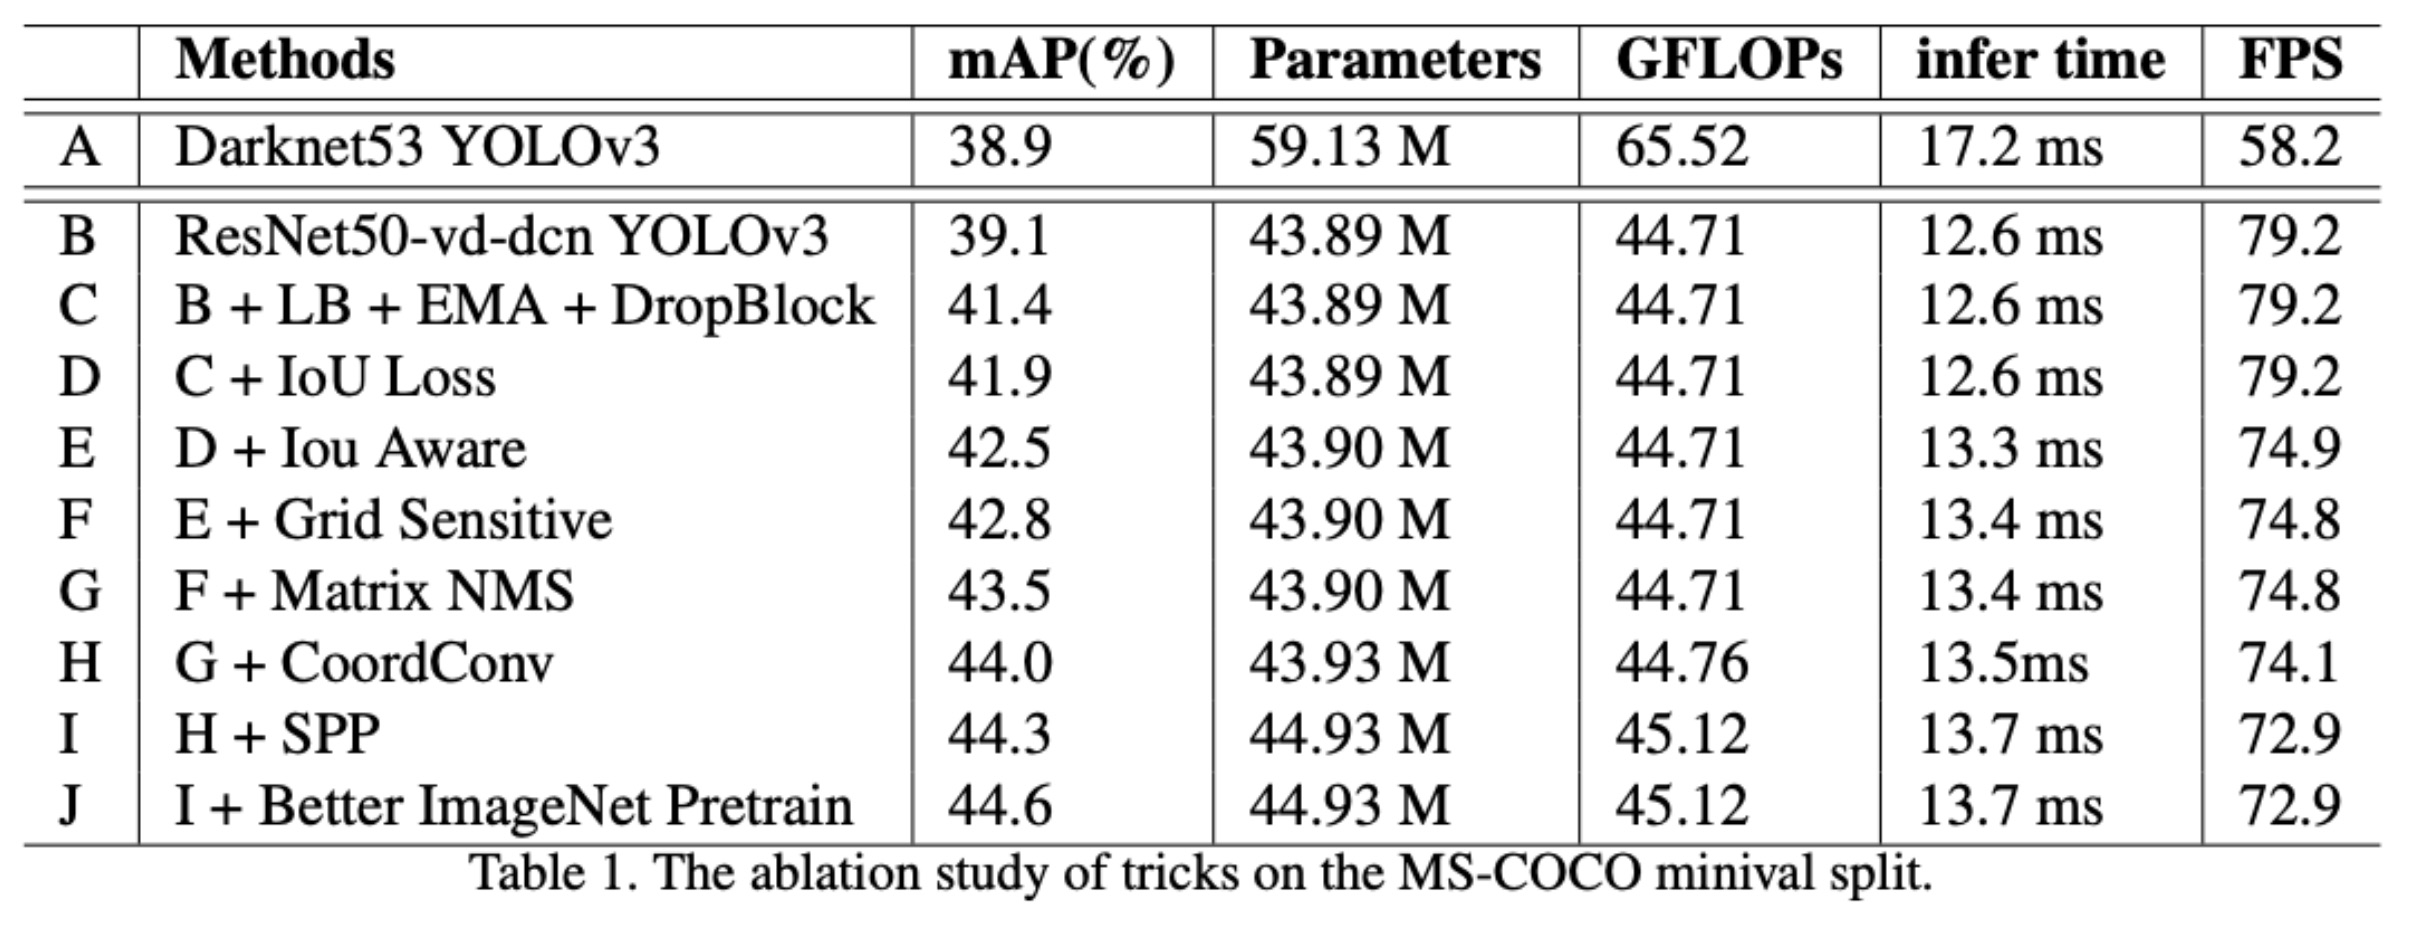 Methods mAP(%) Parameters GFLOPs infer time FPS
A Darknet53 YOLOv3 38.9 59.13 M 65.52 17.2 ms 58.2
B ResNet50-vd-dcn YOLOv3 39.1 43.89 M 44.71 12.6 ms 79.2
C B + LB + EMA + DropBlock 41.4 43.89 M 44.71 12.6 ms 79.2
D C + IoU Loss 41.9 43.89 M 44.71 12.6 ms 79.2
E D + Iou Aware 42.5 43.90 M 44.71 13.3 ms 74.9
F E + Grid Sensitive 42.8 43.90 M 44.71 13.4 ms 74.8
G F + Matrix NMS 43.5 43.90 M 44.71 13.4 ms 74.8
H G + CoordConv 44.0 43.93 M 44.76 13.5ms 74.1
I H + SPP 44.3 44.93 M 45.12 13.7 ms 72.9
J I + Better ImageNet Pretrain 44.6 44.93 M 45.12 13.7 ms 72.9
Table 1. The ablation study of tricks on the MS-COCO minival split.